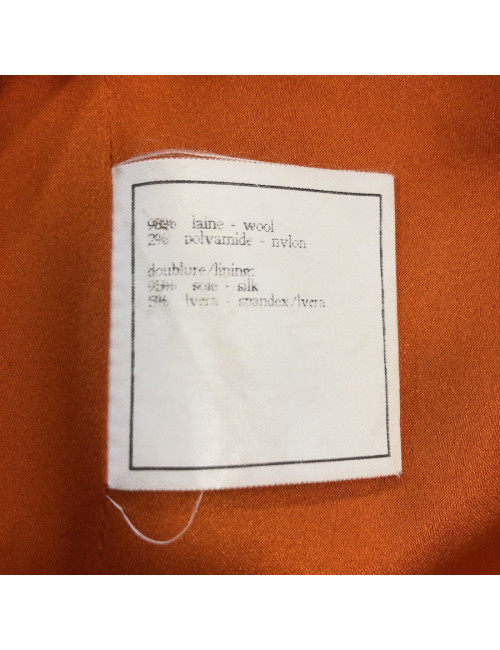 98% laine - wool
2% polyamide - nylon
doublure/lining:
95% soie - silk
5% lycra - spandex/lycra